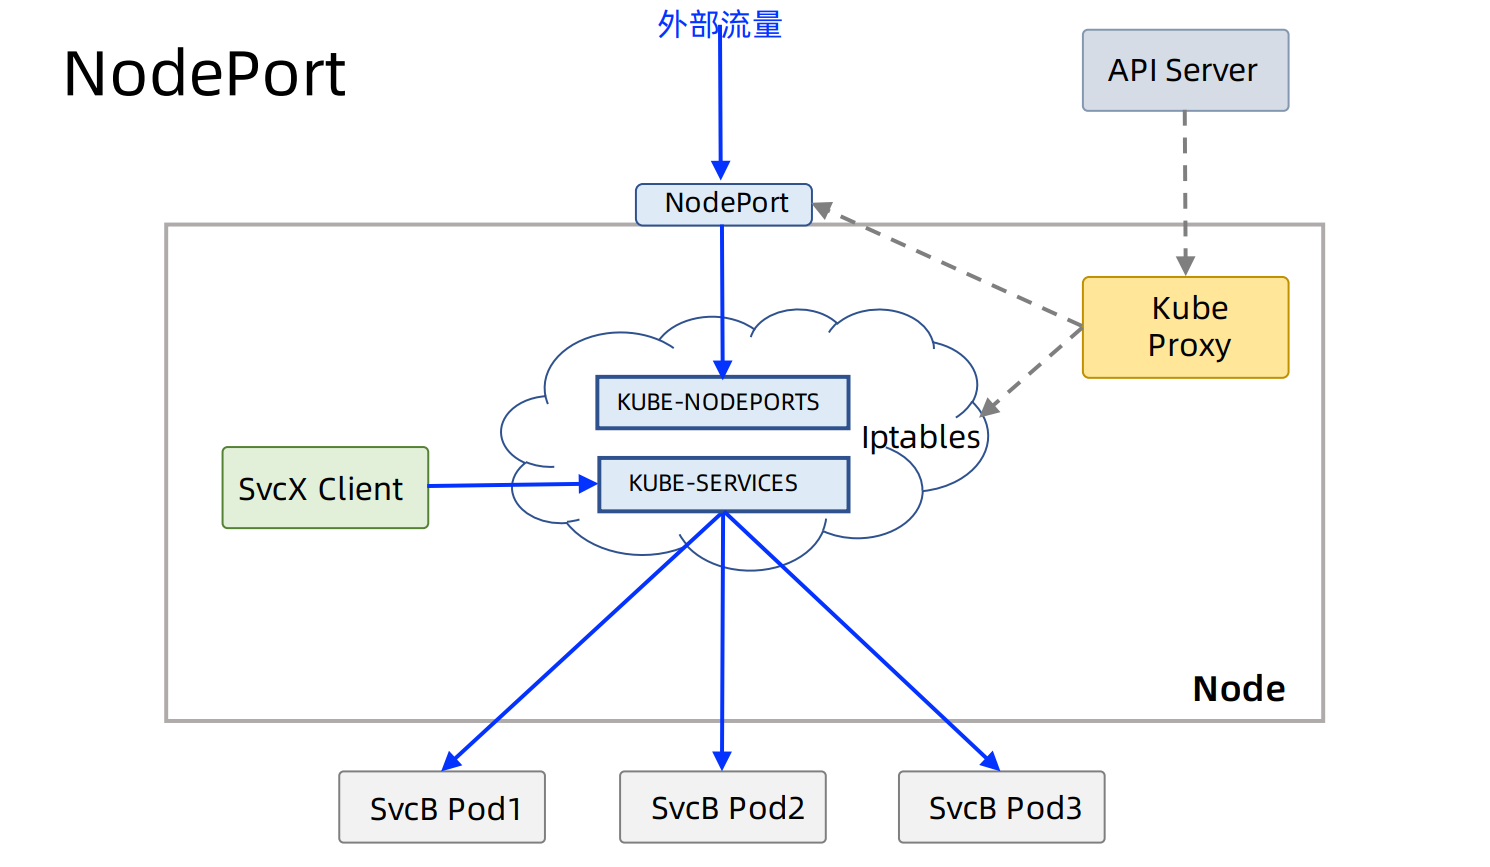 外部流量
NodePort
API Server
NodePort
Kube
Proxy
KUBE-NODEPORTS
Iptables
KUBE-SERVICES
SvcX Client
Node
SvcB Pod1
SvcB Pod2
SvcB Pod3